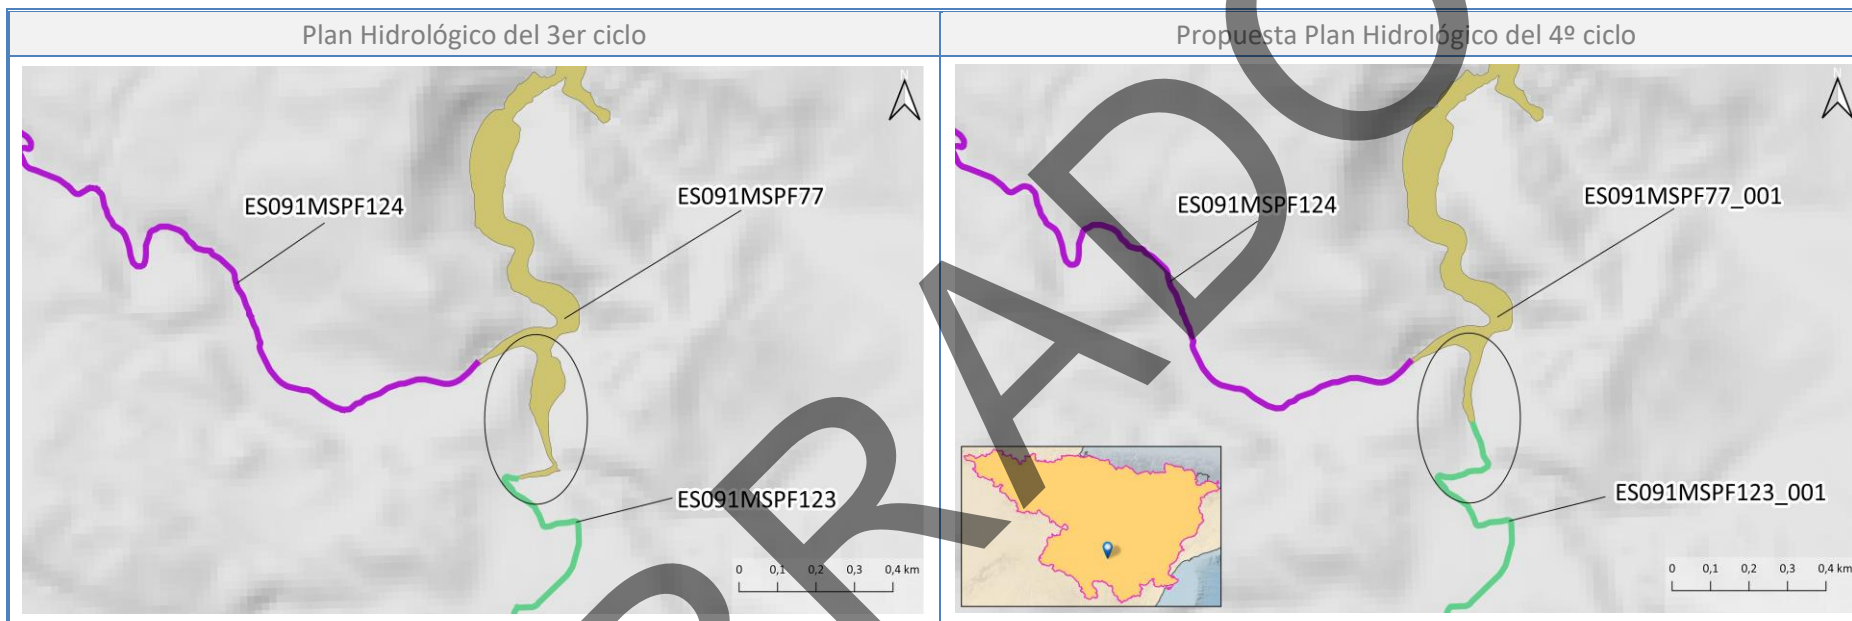 Plan Hidrológico del 3er ciclo
Propuesta Plan Hidrológico del 4º ciclo
N
ES091MSPF124
ES091MSPF77
ES091MSPF123
0 0,1 0,2 0,3 0,4 km
N
ES091MSPF124
ES091MSPF77_001
ES091MSPF123_001
0 0,1 0,2 0,3 0,4 km
RADO